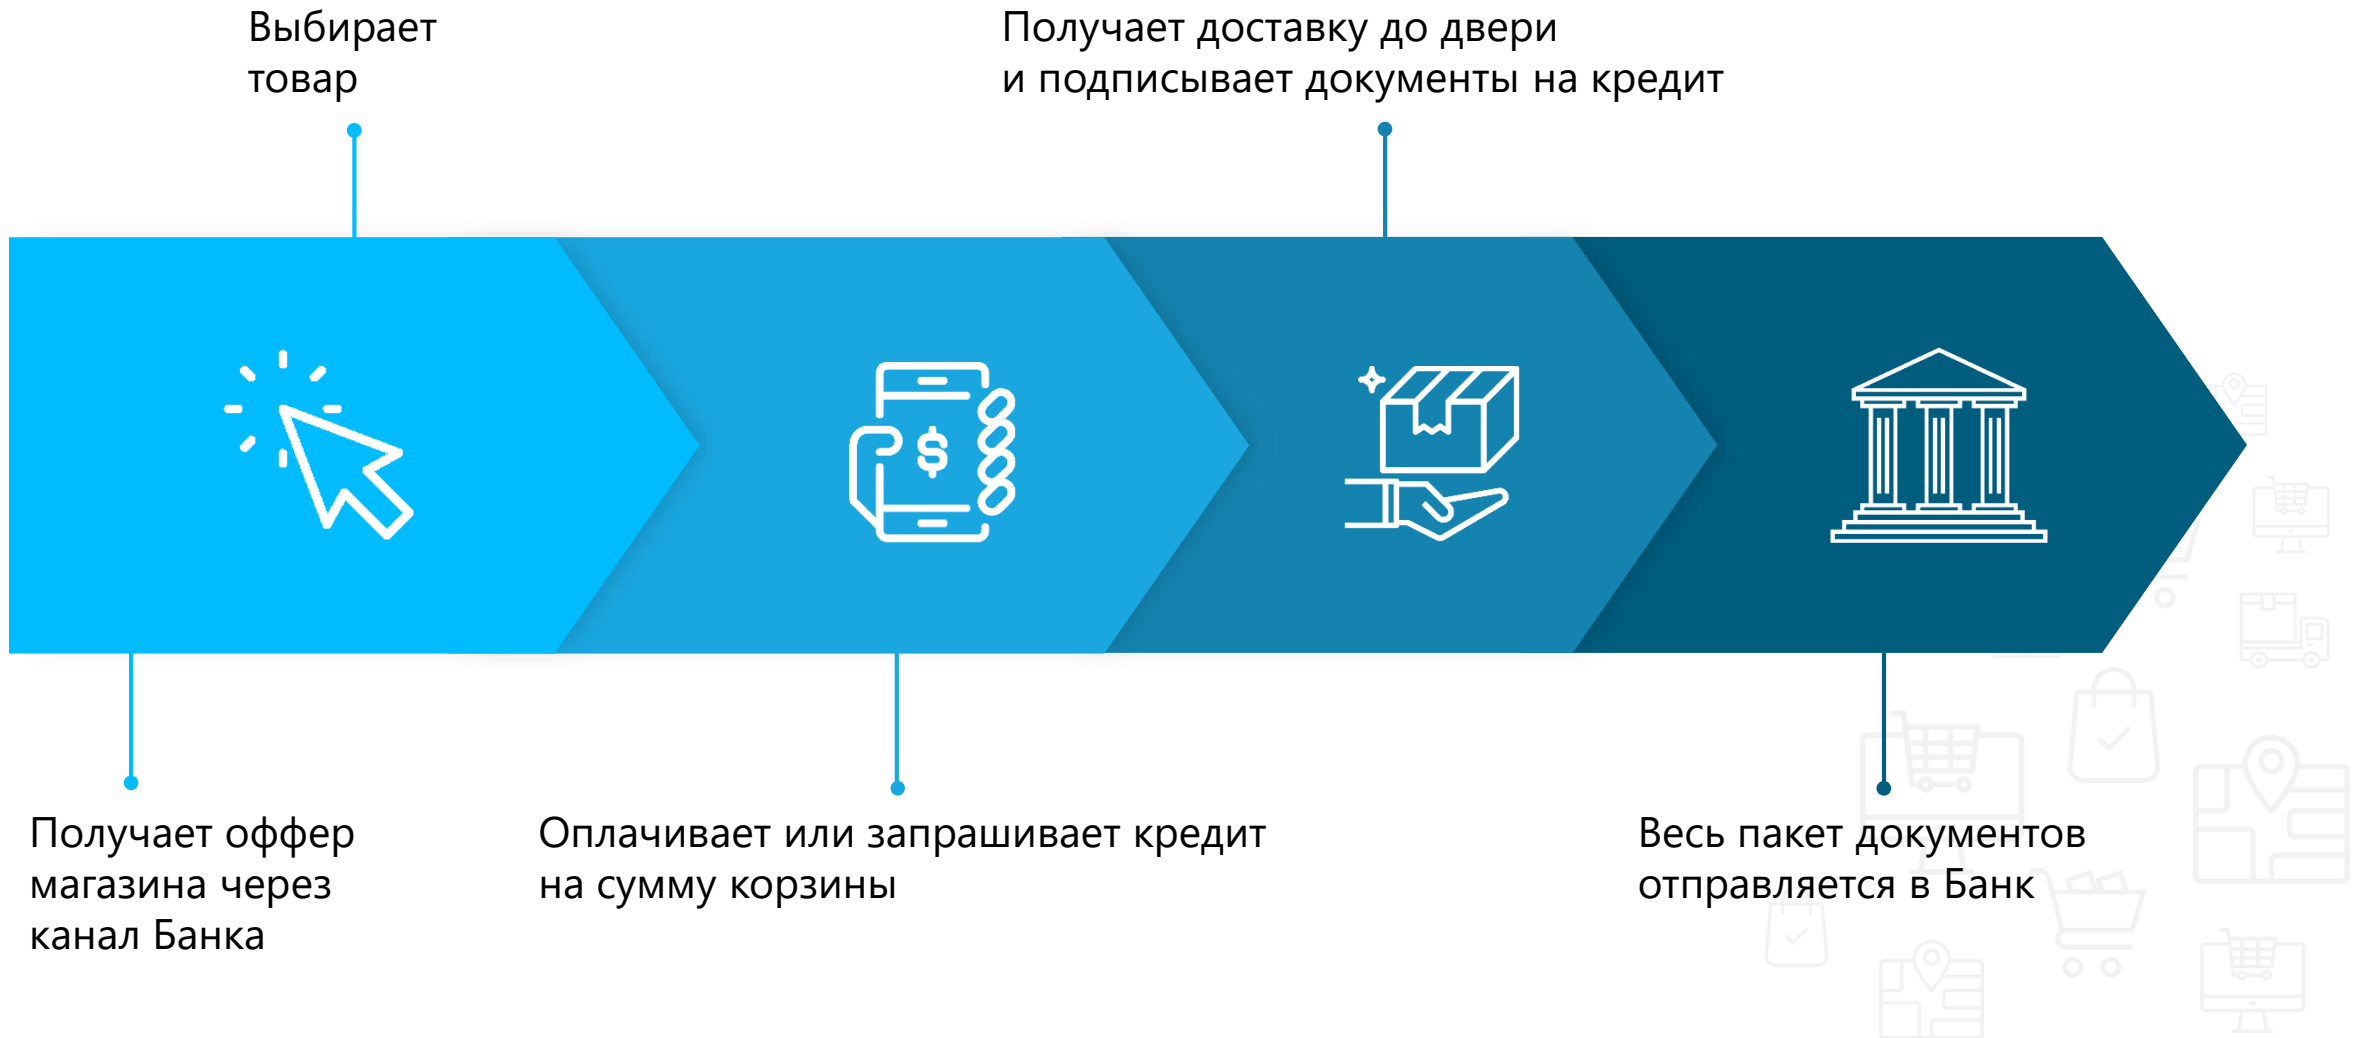 Выбирает
товар
Получает доставку до двери
и подписывает документы на кредит
$
Получает оффер
магазина через
канал Банка
Оплачивает или запрашивает кредит
на сумму корзины
Весь пакет документов
отправляется в Банк